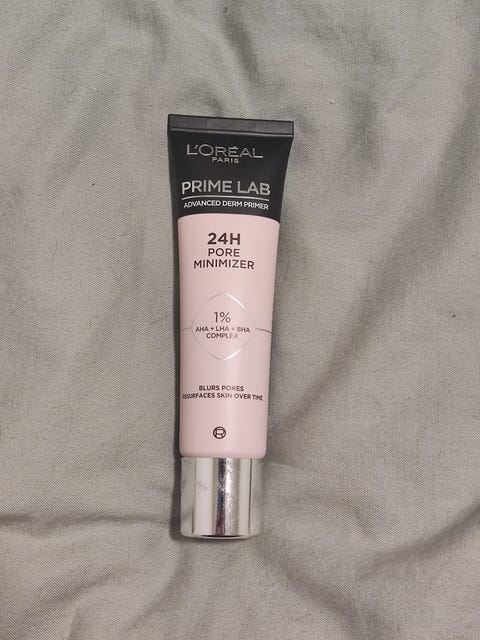 L'ORÉAL
PARIS
PRIME LAB
ADVANCED DERM PRIMER
24H
PORE
MINIMIZER
1%
AHA + LHA + BHA
COMPLEX
BLURS PORES
RESURFACES SKIN OVER TIME